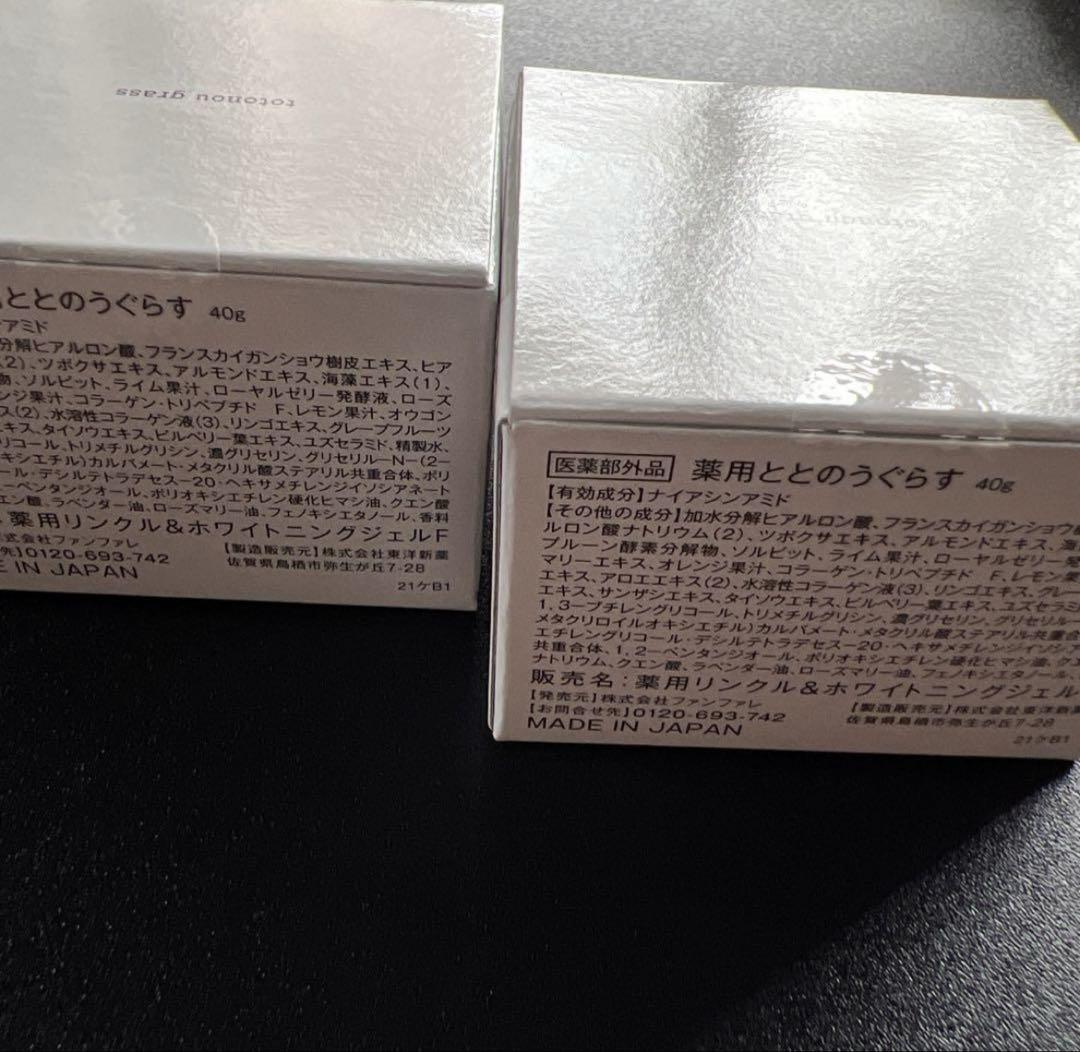 totonou grass
ととのうぐらす 40g
アミド
分解ヒアルロン酸、フランスカイガンショウ樹皮エキス、ヒア
(2)、ツボクサエキス、アルモンドエキス、海藻エキス(1)、
物、ソルビット、ライム果汁、ローヤルゼリー発酵液、ローズ
ンジ果汁、コラーゲン・トリペプチド F、レモン果汁、オウゴン
ス(2)、水溶性コラーゲン液(3)、リンゴエキス、グレープフルーツ
エキス、タイソウエキス、ビルベリー葉エキス、ユズセラミド、精製水、
リコール、トリメチルグリシン、濃グリセリン、グリセリル-N-(2-
キシエチル)カルバメート・メタクリル酸ステアリル共重合体、ポリ
ール・デシルテトラデセス-20・ヘキサメチレンジイソシアネート
-ペンタンジオール、ポリオキシエチレン硬化ヒマシ油、クエン酸
エン酸、ラベンダー油、ローズマリー油、フェノキシエタノール、香料
薬用リンクル&ホワイトニングジェルF
株式会社ファンファレ
先]0120-693-742
【製造販売元】株式会社東洋新薬
佐賀県鳥栖市弥生が丘7-28
E IN JAPAN
21ケB1
医薬部外品 薬用ととのうぐらす 40g
【有効成分】ナイアシンアミド
【その他の成分】加水分解ヒアルロン酸、フランスカイガンショウ
ルロン酸ナトリウム(2)、ツボクサエキス、アルモンドエキス、海
プルーン酵素分解物、ソルビット、ライム果汁、ローヤルゼリー発
マリーエキス、オレンジ果汁、コラーゲン・トリペプチド F、レモン果
エキス、アロエエキス(2)、水溶性コラーゲン液(3)、リンゴエキス、グレー
エキス、サンザシエキス、タイソウエキス、ビルベリー葉エキス、ユズセラミ
1,3-ブチレングリコール、トリメチルグリシン、濃グリセリン、グリセリル-
メタクリロイルオキシエチル)カルバメート・メタクリル酸ステアリル共重合
エチレングリコール・デシルテトラデセス-20・ヘキサメチレンジイソシア
共重合体、1,2-ペンタンジオール、ポリオキシエチレン硬化ヒマシ油、クエ
ナトリウム、クエン酸、ラベンダー油、ローズマリー油、フェノキシエタノール、
販売名:薬用リンクル&ホワイトニングジェル
【発売元】株式会社ファンファレ
【お問合せ先】0120-693-742
【製造販売元】株式会社東洋新
佐賀県鳥栖市弥生が丘7-28
MADE IN JAPAN
21ケB1